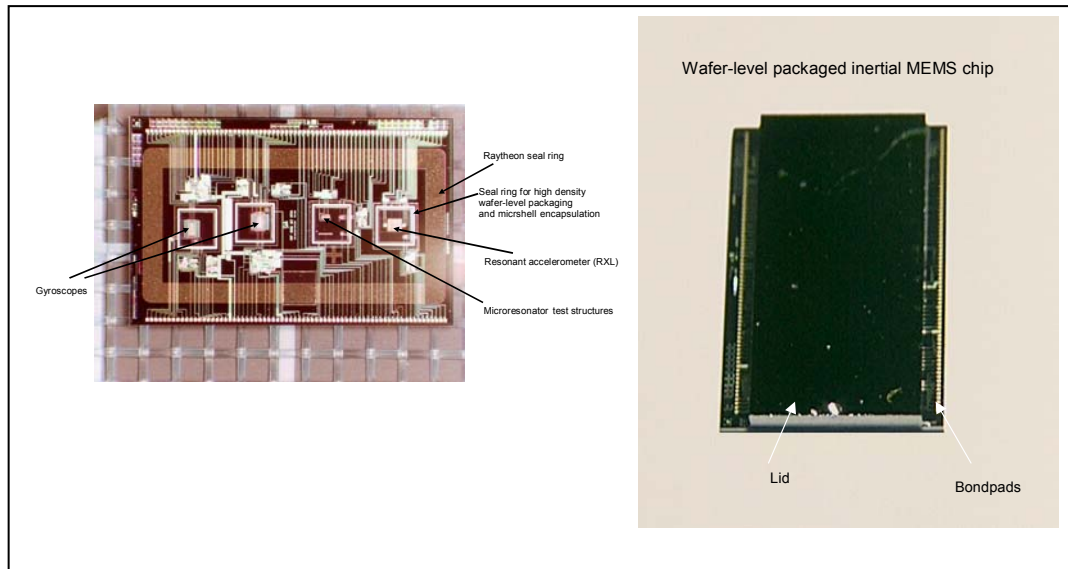 Raytheon seal ring
Seal ring for high density
wafer-level packaging
and micrshell encapsulation
Resonant accelerometer (RXL)
Gyroscopes
Microresonator test structures
Wafer-level packaged inertial MEMS chip
Lid
Bondpads